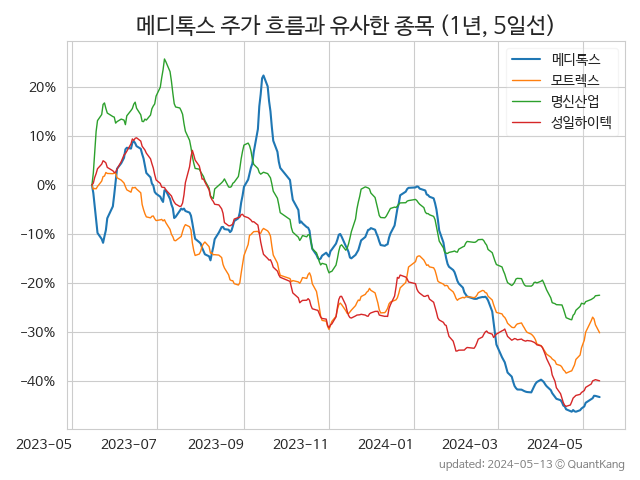 메디톡스 주가 흐름과 유사한 종목 (1년, 5일선)
메디톡스
모트렉스
명신산업
성일하이텍
20%
10%
0%
−10%
−20%
−30%
−40%
2023-05 2023-07 2023-09 2023-11 2024-01 2024-03 2024-05
updated: 2024-05-13 ⓒ QuantKang